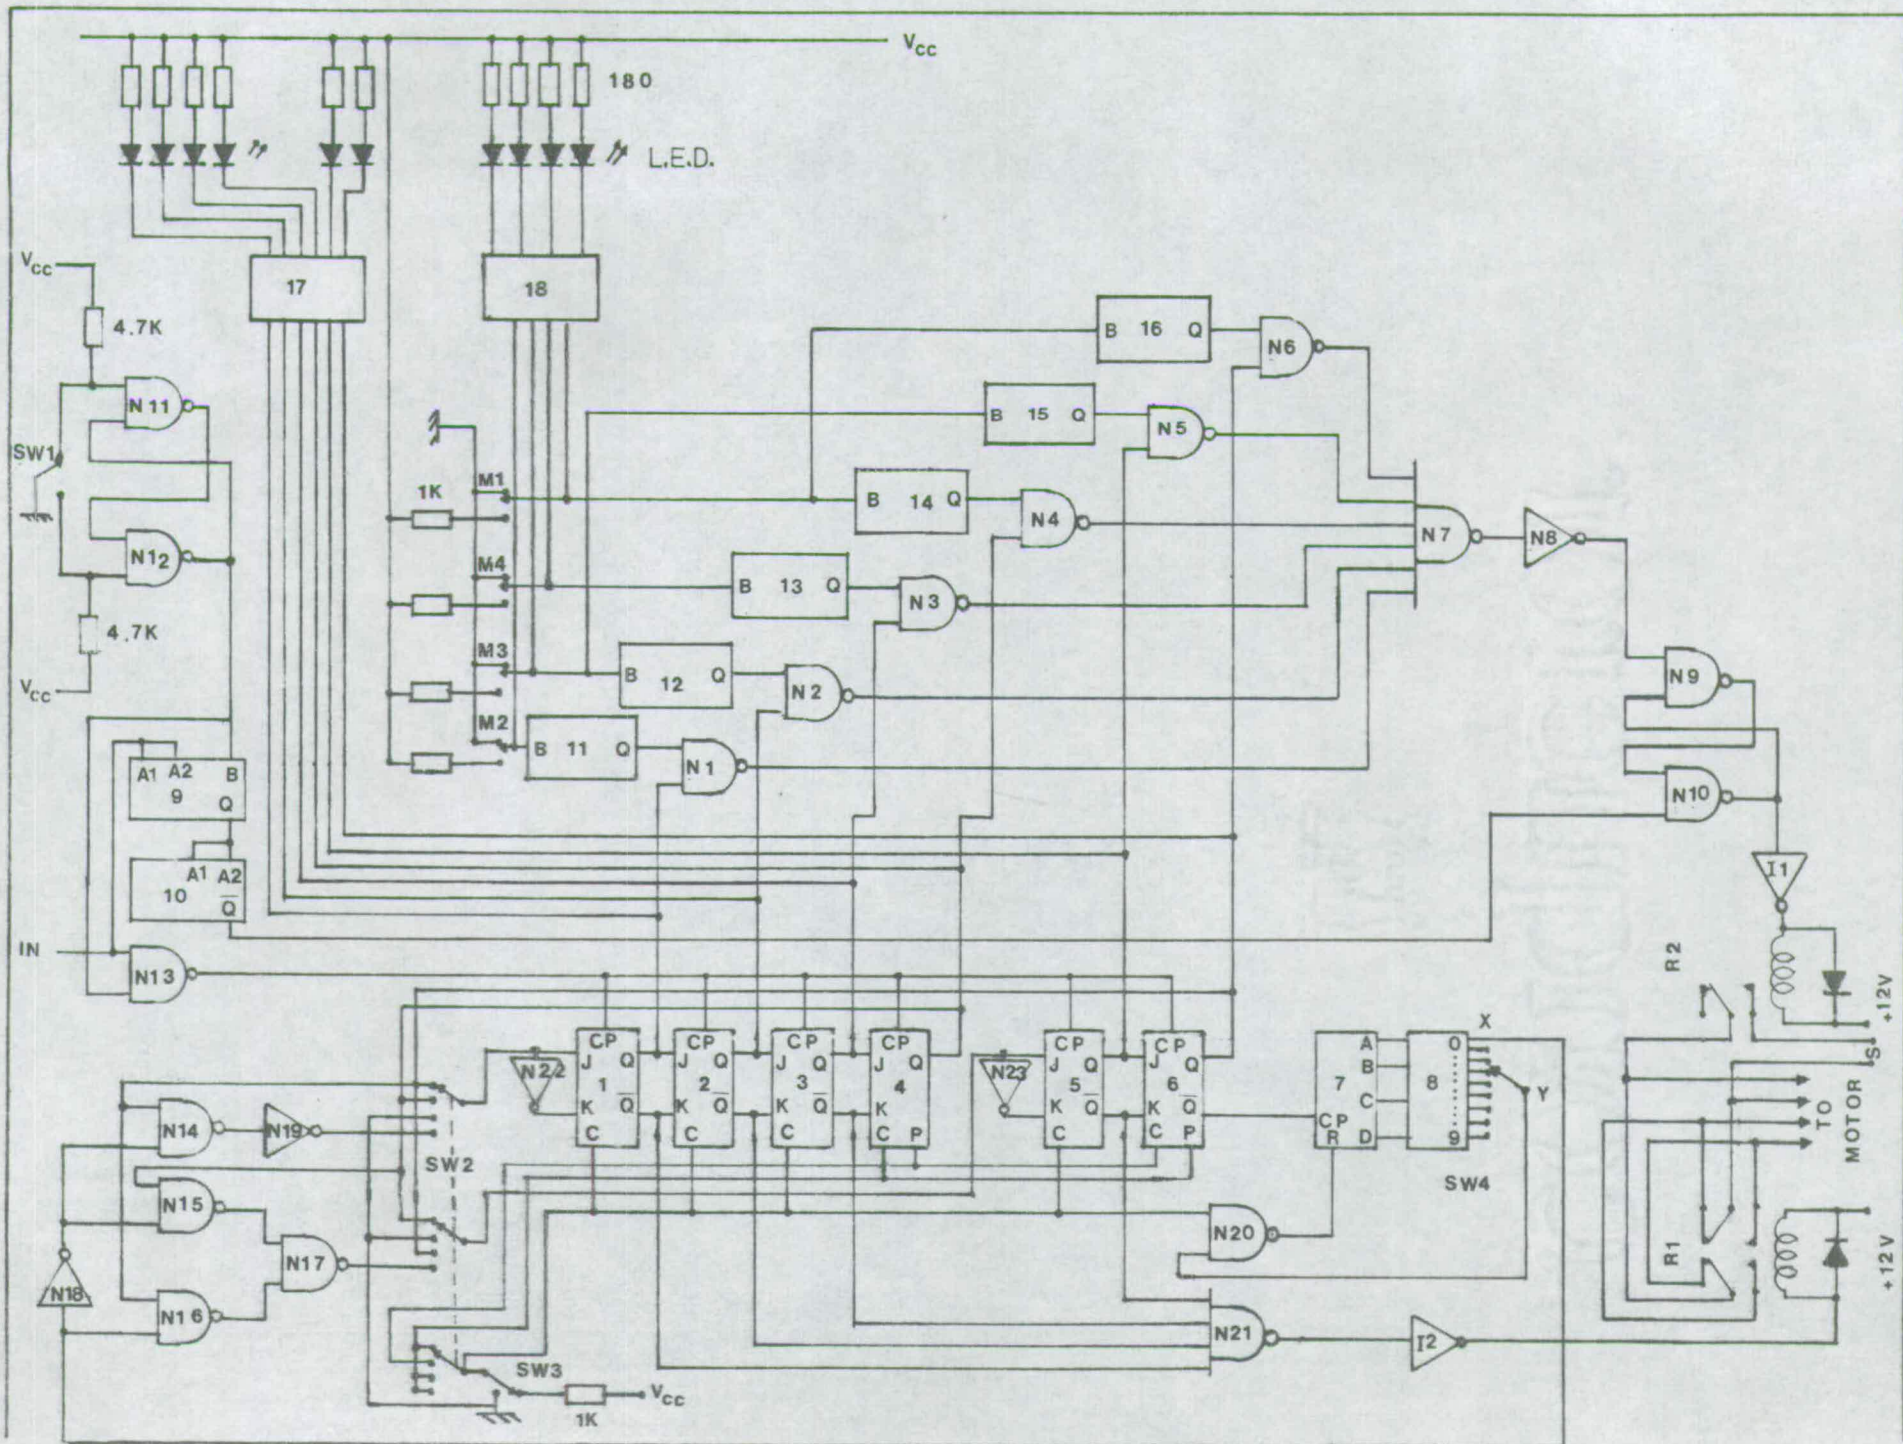 VCC
180
L.E.D.
VCC
17
18
4.7K
B 16 Q
N6
N11
B 15 Q
N5
SW1
M1
1K
B 14 Q
N4
N7
N8
N12
M4
B 13 Q
N3
4.7K
M3
B 12 Q
N2
N9
VCC
M2
B 11 Q
N1
A1 A2 B
9 Q
N10
A1 A2
10 Q̅
I1
IN
N13
R2
+12V
X
S
CP
J Q
1
K Q̅
C
CP
J Q
2
K Q̅
C
CP
J Q
3
K Q̅
C
CP
J Q
4
K
C P
CP
J Q
5
K Q̅
C
CP
J Q
6
K Q̅
C P
N22
N23
A
B
7 C
CP
R D
0
8
9
Y
TO
MOTOR
N14
N19
SW2
SW4
N15
N17
N20
R1
+12V
N18
N16
N21
I2
SW3
VCC
1K